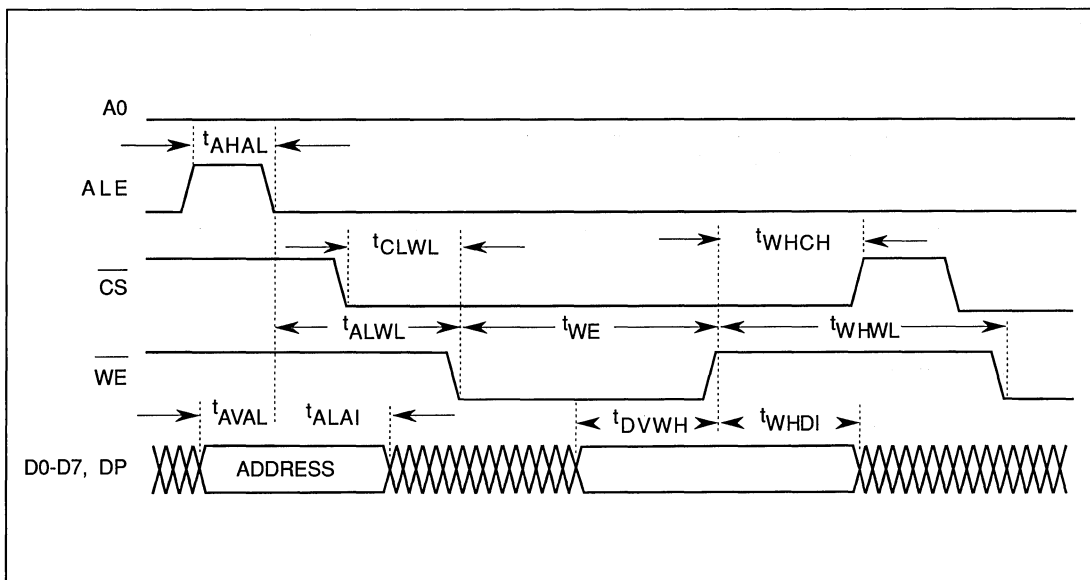 A0
tAHAL
ALE
tCLWL
tWHCH
CS
tALWL
tWE
tWHWL
WE
tAVAL
tALAI
tDVWH
tWHDI
D0-D7, DP
ADDRESS